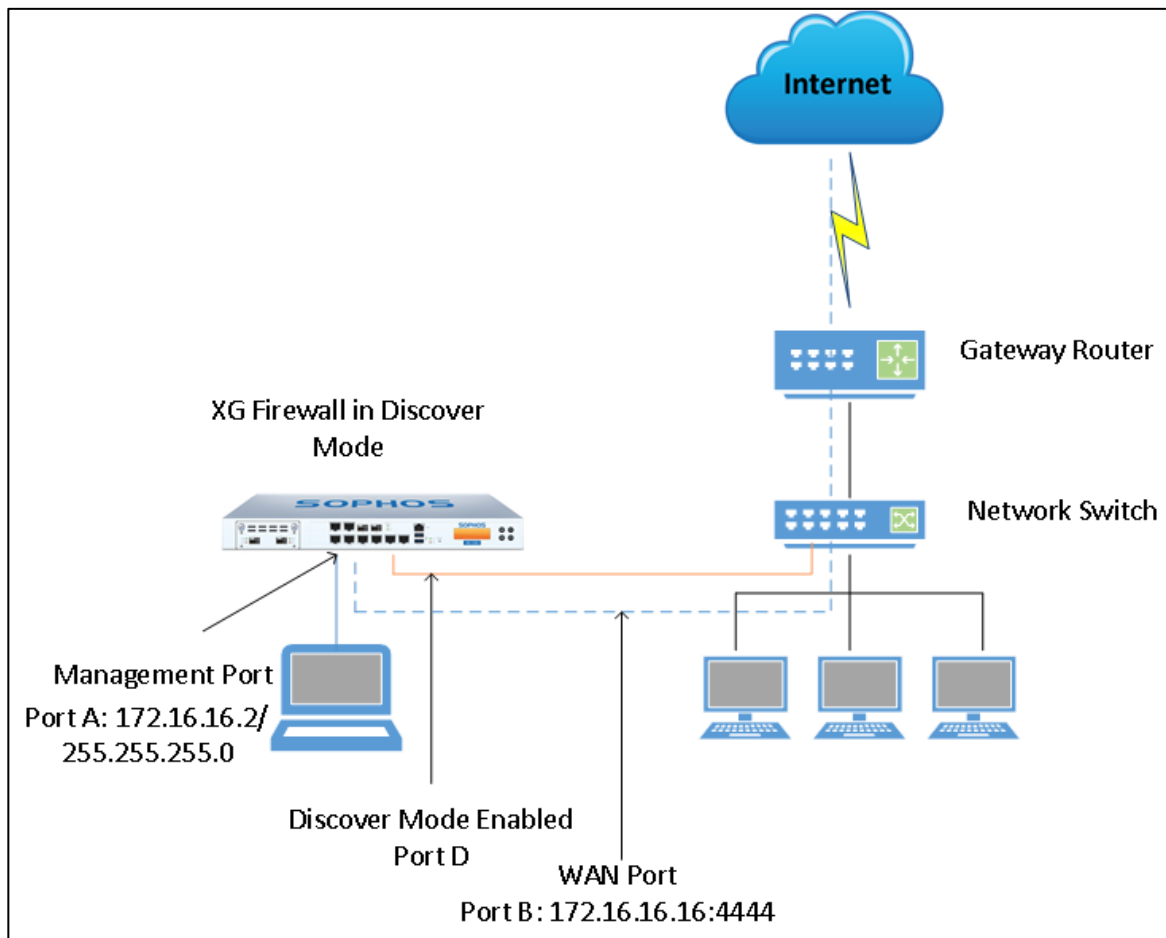 Internet
Gateway Router
XG Firewall in Discover
Mode
SOPHOS
SOPHOS
Network Switch
Management Port
Port A: 172.16.16.2/
255.255.255.0
Discover Mode Enabled
Port D
WAN Port
Port B: 172.16.16.16:4444